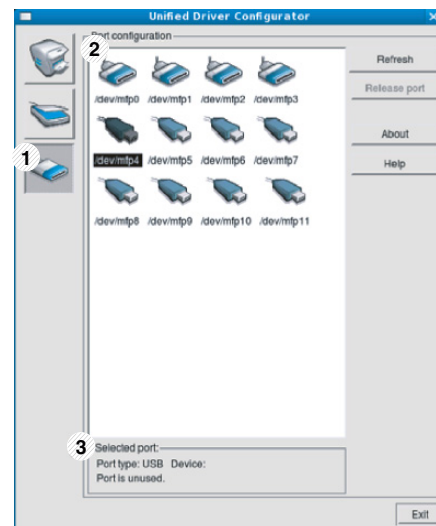 Unified Driver Configurator
Port configuration
2
/dev/mfp0 /dev/mfp1 /dev/mfp2 /dev/mfp3
/dev/mfp4 /dev/mfp5 /dev/mfp6 /dev/mfp7
/dev/mfp8 /dev/mfp9 /dev/mfp10 /dev/mfp11
Refresh
Release port
About
Help
1
3
Selected port:
Port type: USB Device:
Port is unused.
Exit